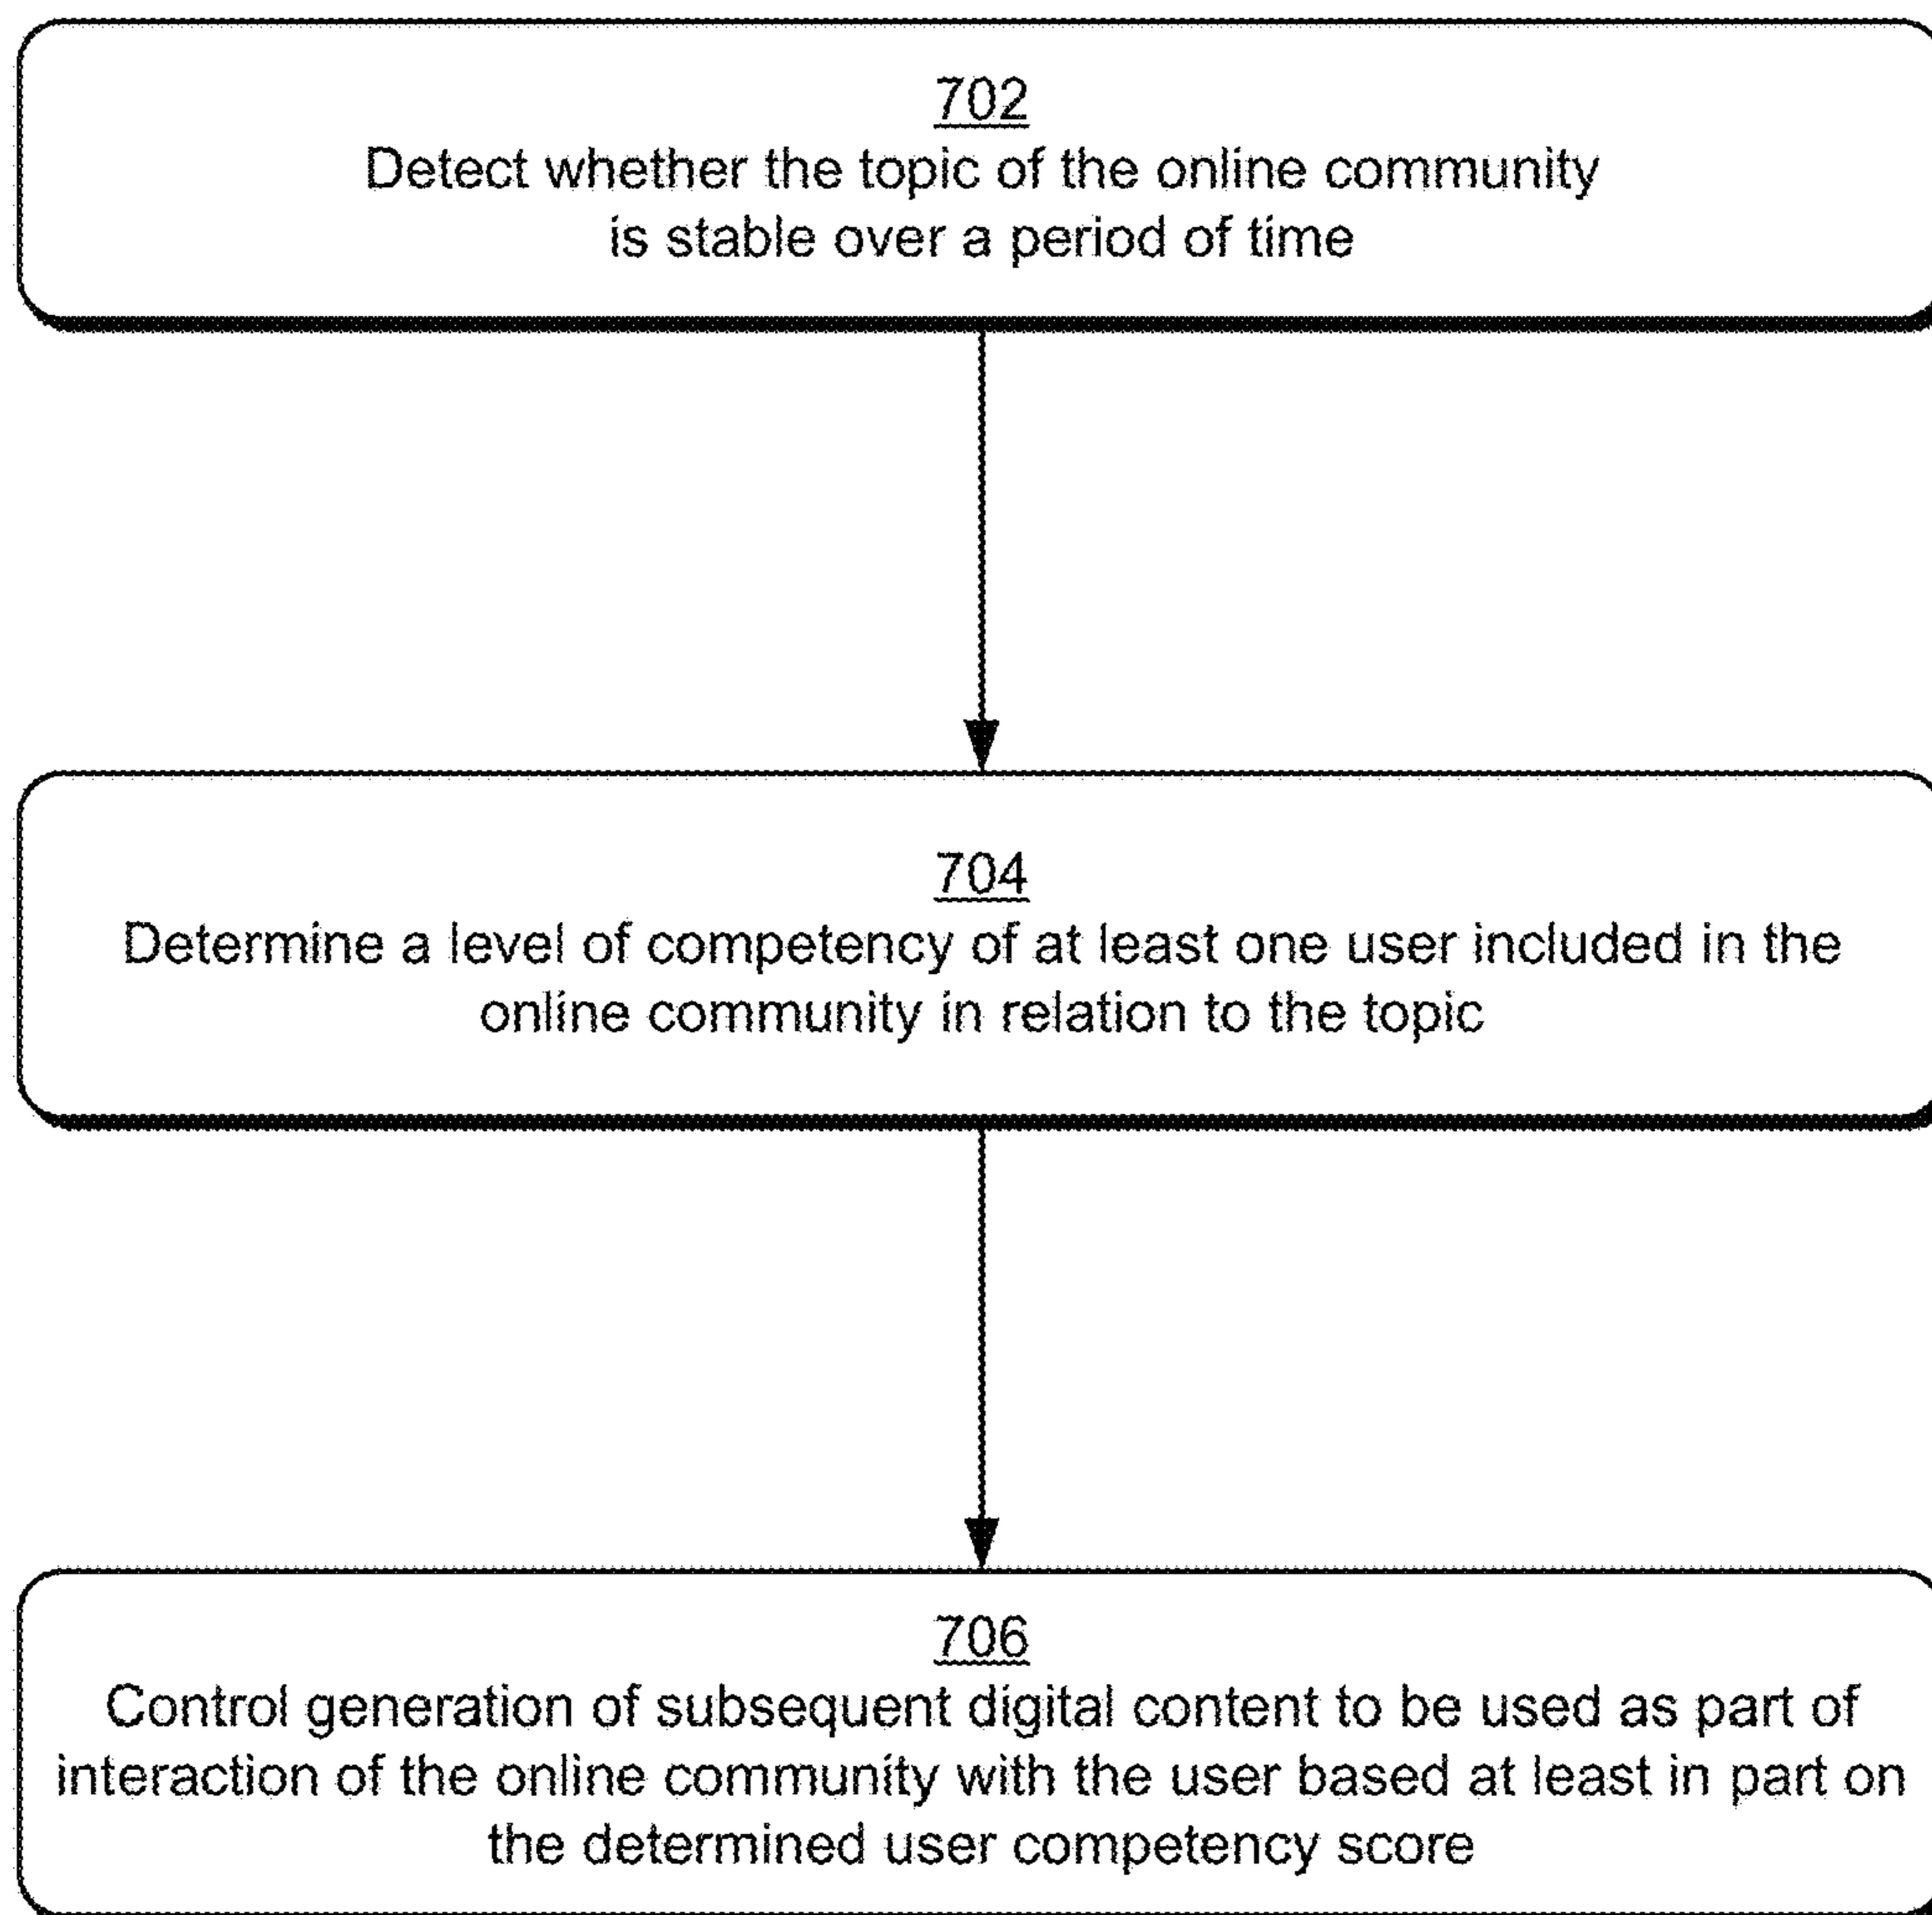 702
Detect whether the topic of the online community
is stable over a period of time
704
Determine a level of competency of at least one user included in the
online community in relation to the topic
706
Control generation of subsequent digital content to be used as part of
interaction of the online community with the user based at least in part on
the determined user competency score